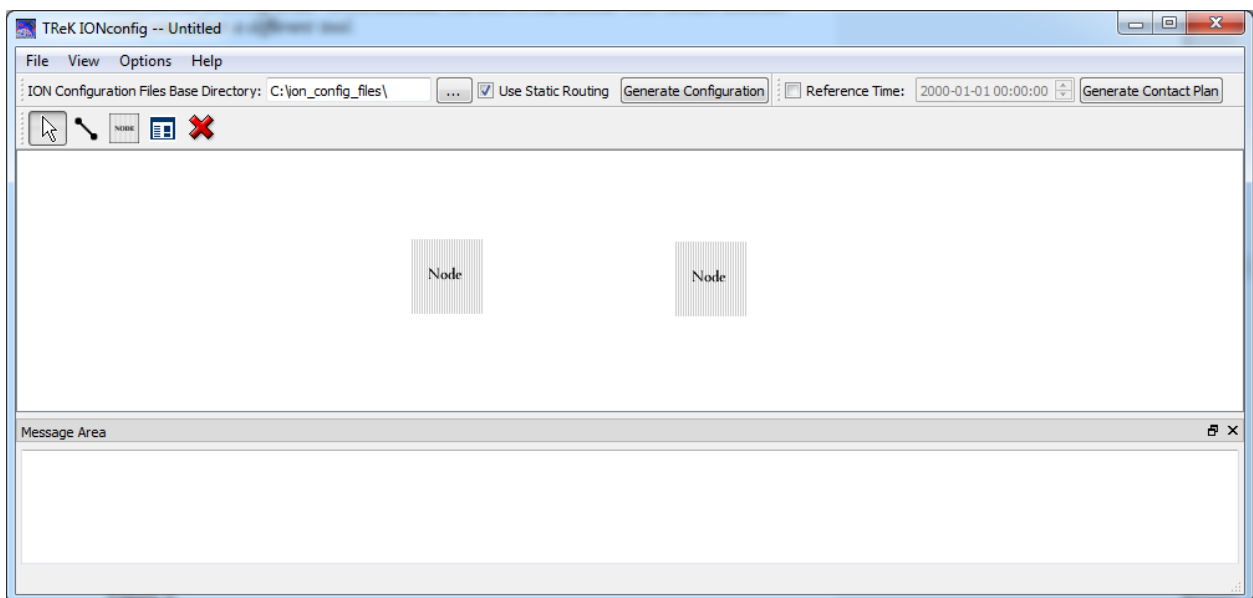 TReK IONconfig -- Untitled
File View Options Help
ION Configuration Files Base Directory: C:\ion_config_files\ ... Use Static Routing Generate Configuration Reference Time: 2000-01-01 00:00:00 Generate Contact Plan
NODE
Node Node
Message Area